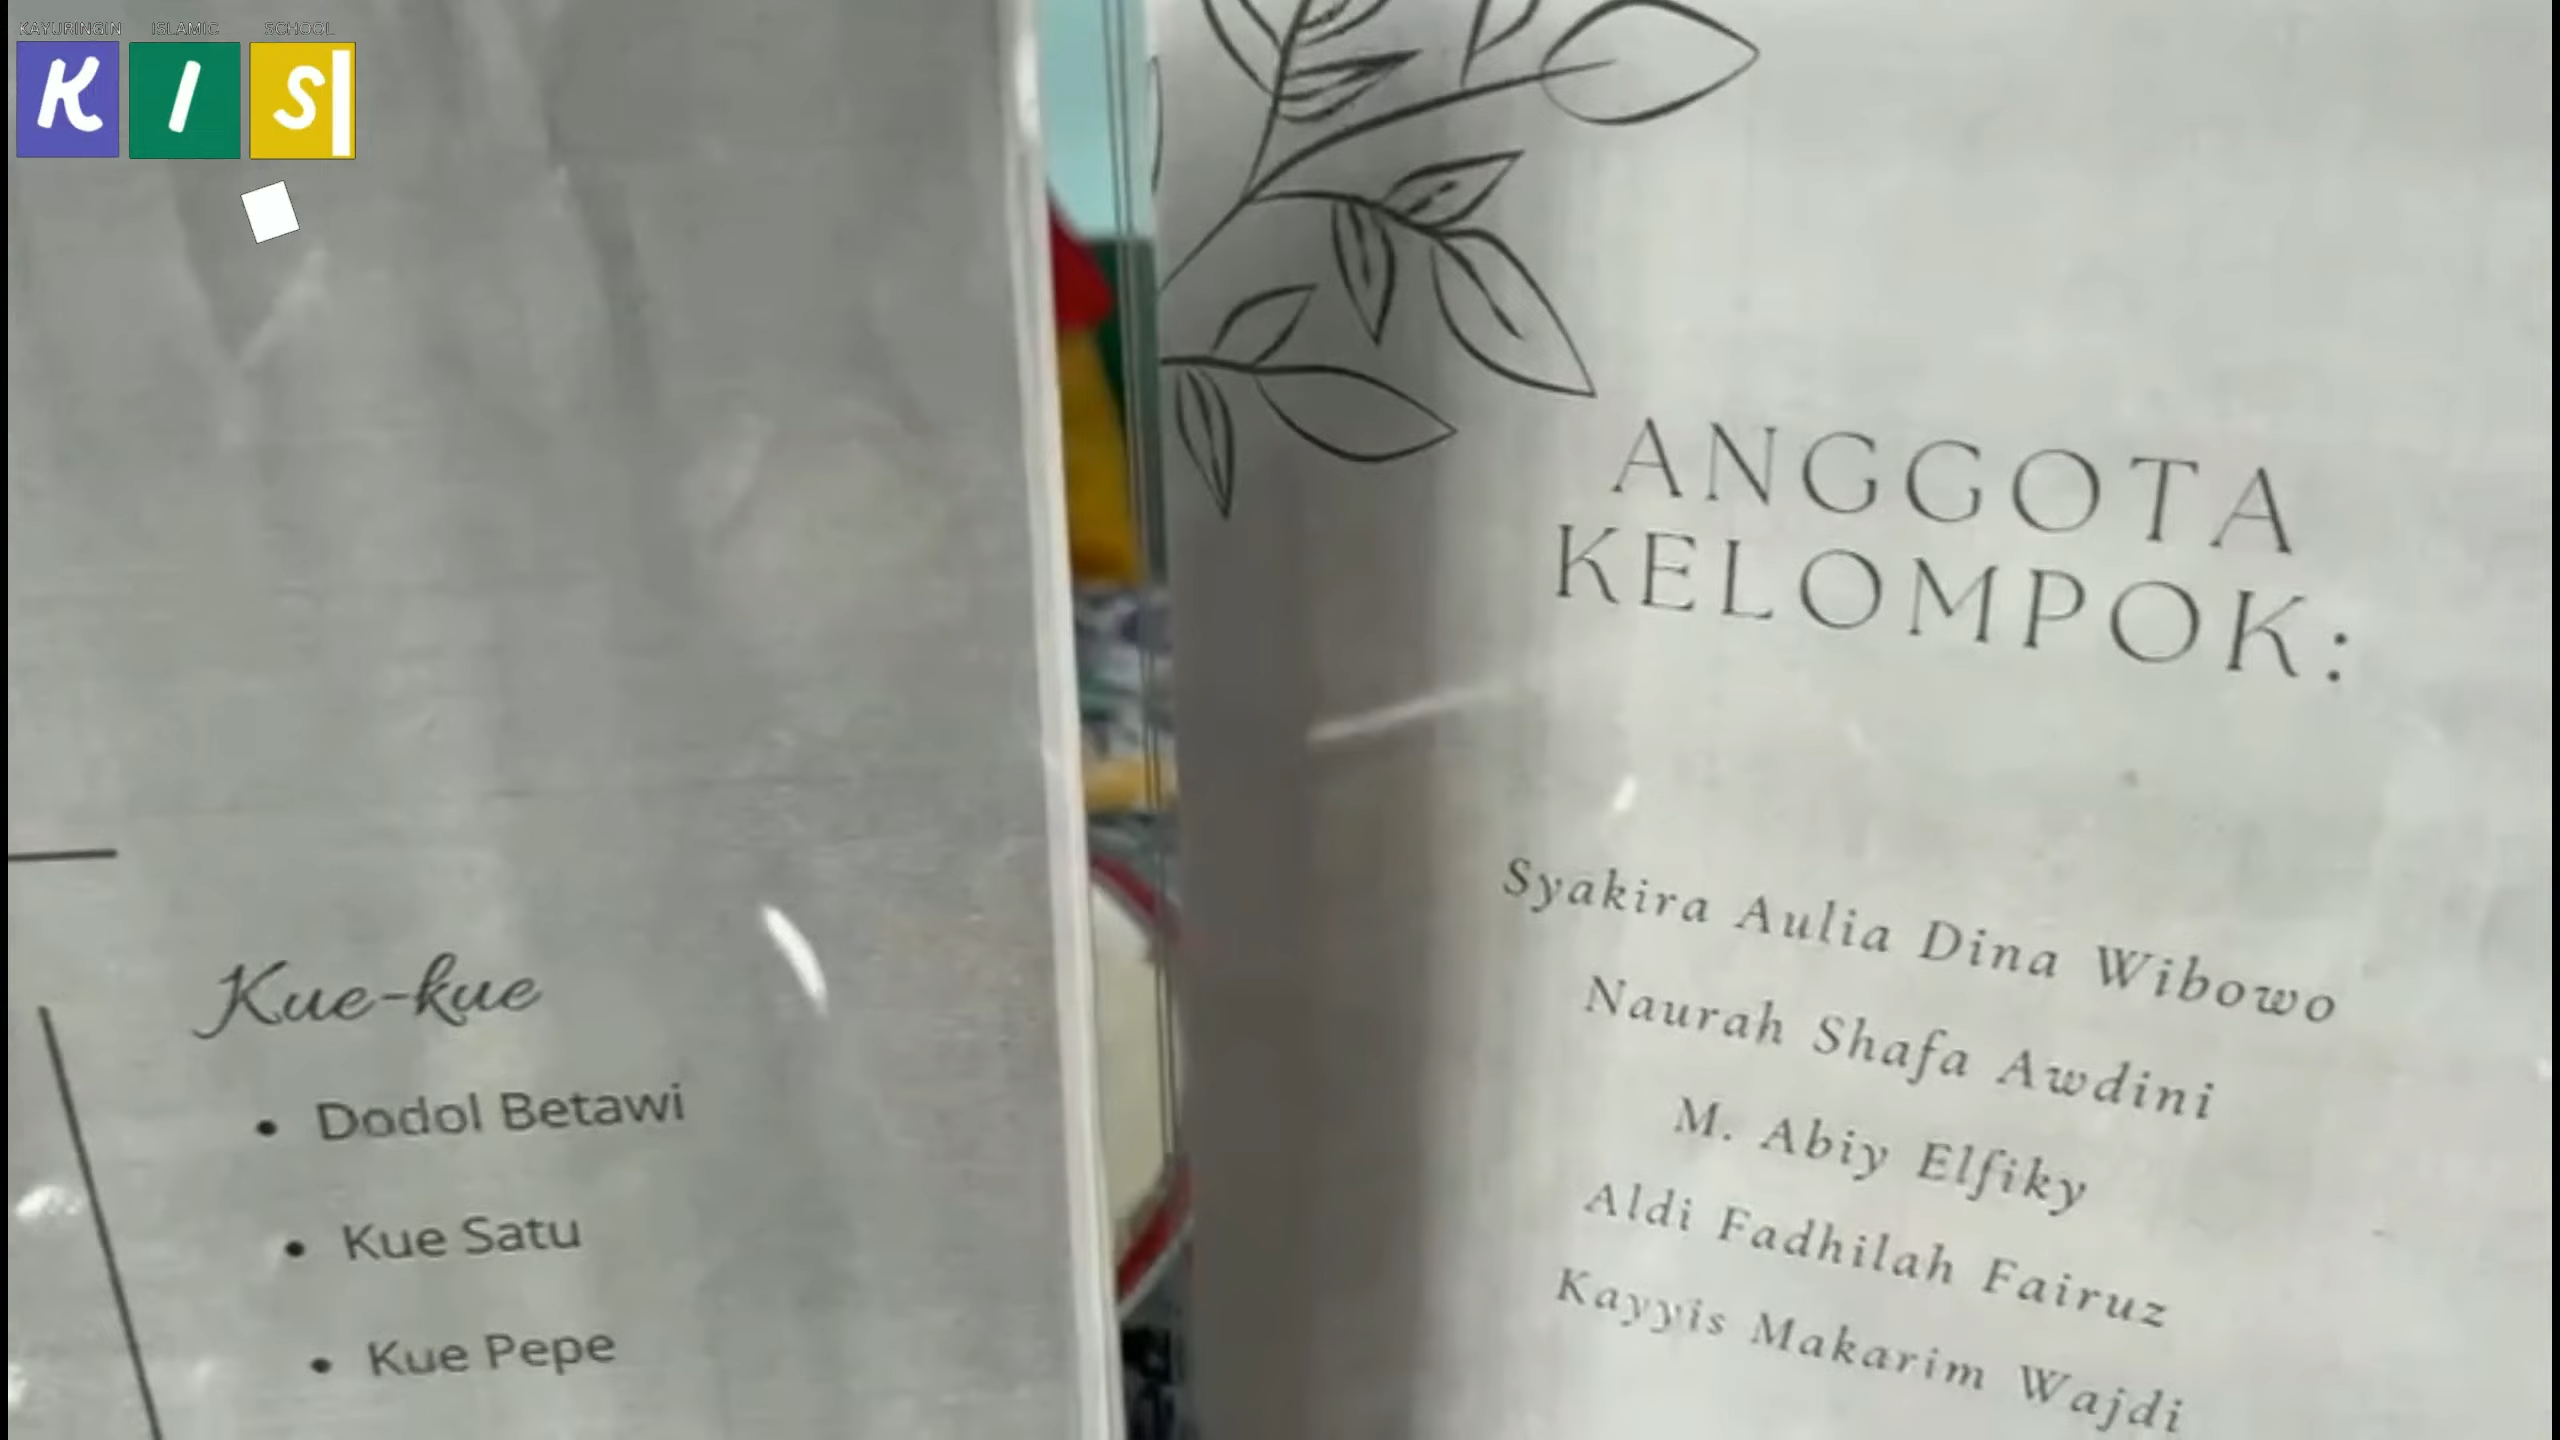 KAYURINGIN ISLAMIC SCHOOL
K I S
Kue-kue
• Dodol Betawi
• Kue Satu
• Kue Pepe
ANGGOTA
KELOMPOK:
Syakira Aulia Dina Wibowo
Naurah Shafa Awdini
M. Abiy Elfiky
Aldi Fadhilah Fairuz
Kayyis Makarim Wajdi